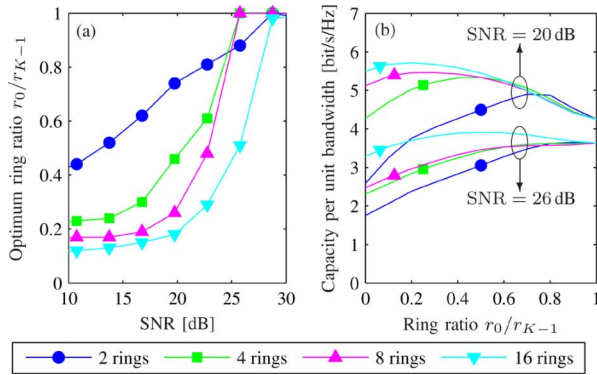 (a)
Optimum ring ratio r0/rK−1
1
0.8
0.6
0.4
0.2
0
10
15
20
25
30
SNR [dB]
(b)
Capacity per unit bandwidth [bit/s/Hz]
7
6
5
4
3
2
1
0
0
0.2
0.4
0.6
0.8
1
Ring ratio r0/rK−1
SNR = 20 dB
SNR = 26 dB
2 rings
4 rings
8 rings
16 rings